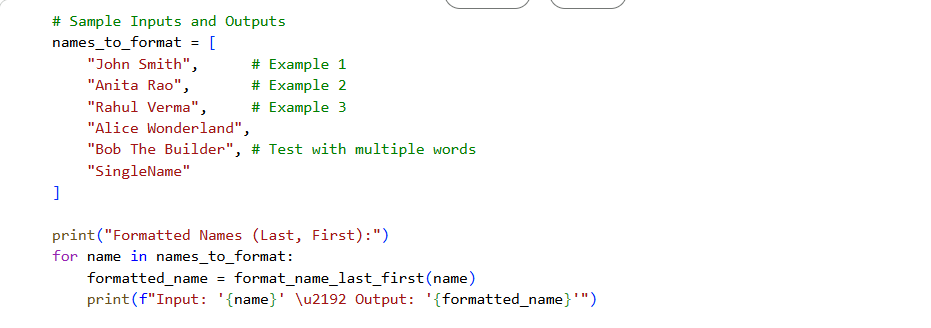 # Sample Inputs and Outputs
names_to_format = [
    "John Smith",      # Example 1
    "Anita Rao",       # Example 2
    "Rahul Verma",     # Example 3
    "Alice Wonderland",
    "Bob The Builder", # Test with multiple words
    "SingleName"
]

print("Formatted Names (Last, First):")
for name in names_to_format:
    formatted_name = format_name_last_first(name)
    print(f"Input: '{name}' \u2192 Output: '{formatted_name}'")